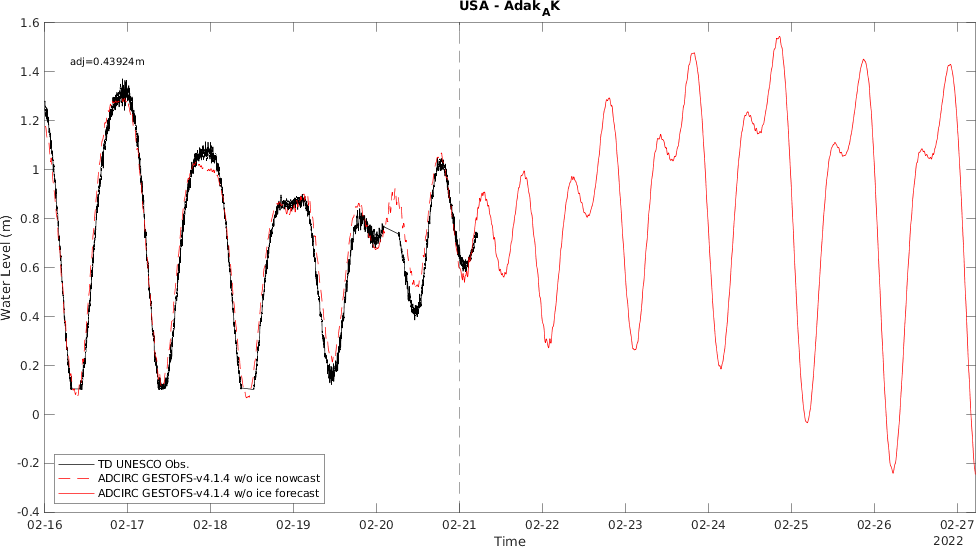 USA - Adak_AK
adj=0.43924m
1.6
1.4
1.2
1
0.8
0.6
0.4
0.2
0
-0.2
-0.4
Water Level (m)
TD UNESCO Obs.
ADCIRC GESTOFS-v4.1.4 w/o ice nowcast
ADCIRC GESTOFS-v4.1.4 w/o ice forecast
02-16 02-17 02-18 02-19 02-20 02-21 02-22 02-23 02-24 02-25 02-26 02-27
Time
2022